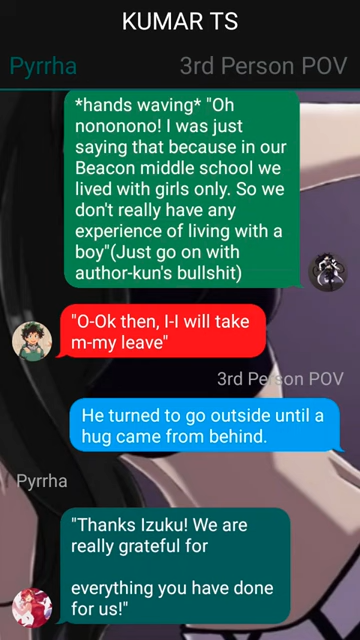 KUMAR TS
Pyrrha
3rd Person POV
*hands waving* "Oh
nononono! I was just
saying that because in our
Beacon middle school we
lived with girls only. So we
don't really have any
experience of living with a
boy"(Just go on with
author-kun's bullshit)
"O-Ok then, I-I will take
m-my leave"
3rd Person POV
He turned to go outside until a
hug came from behind.
Pyrrha
"Thanks Izuku! We are
really grateful for
everything you have done
for us!"